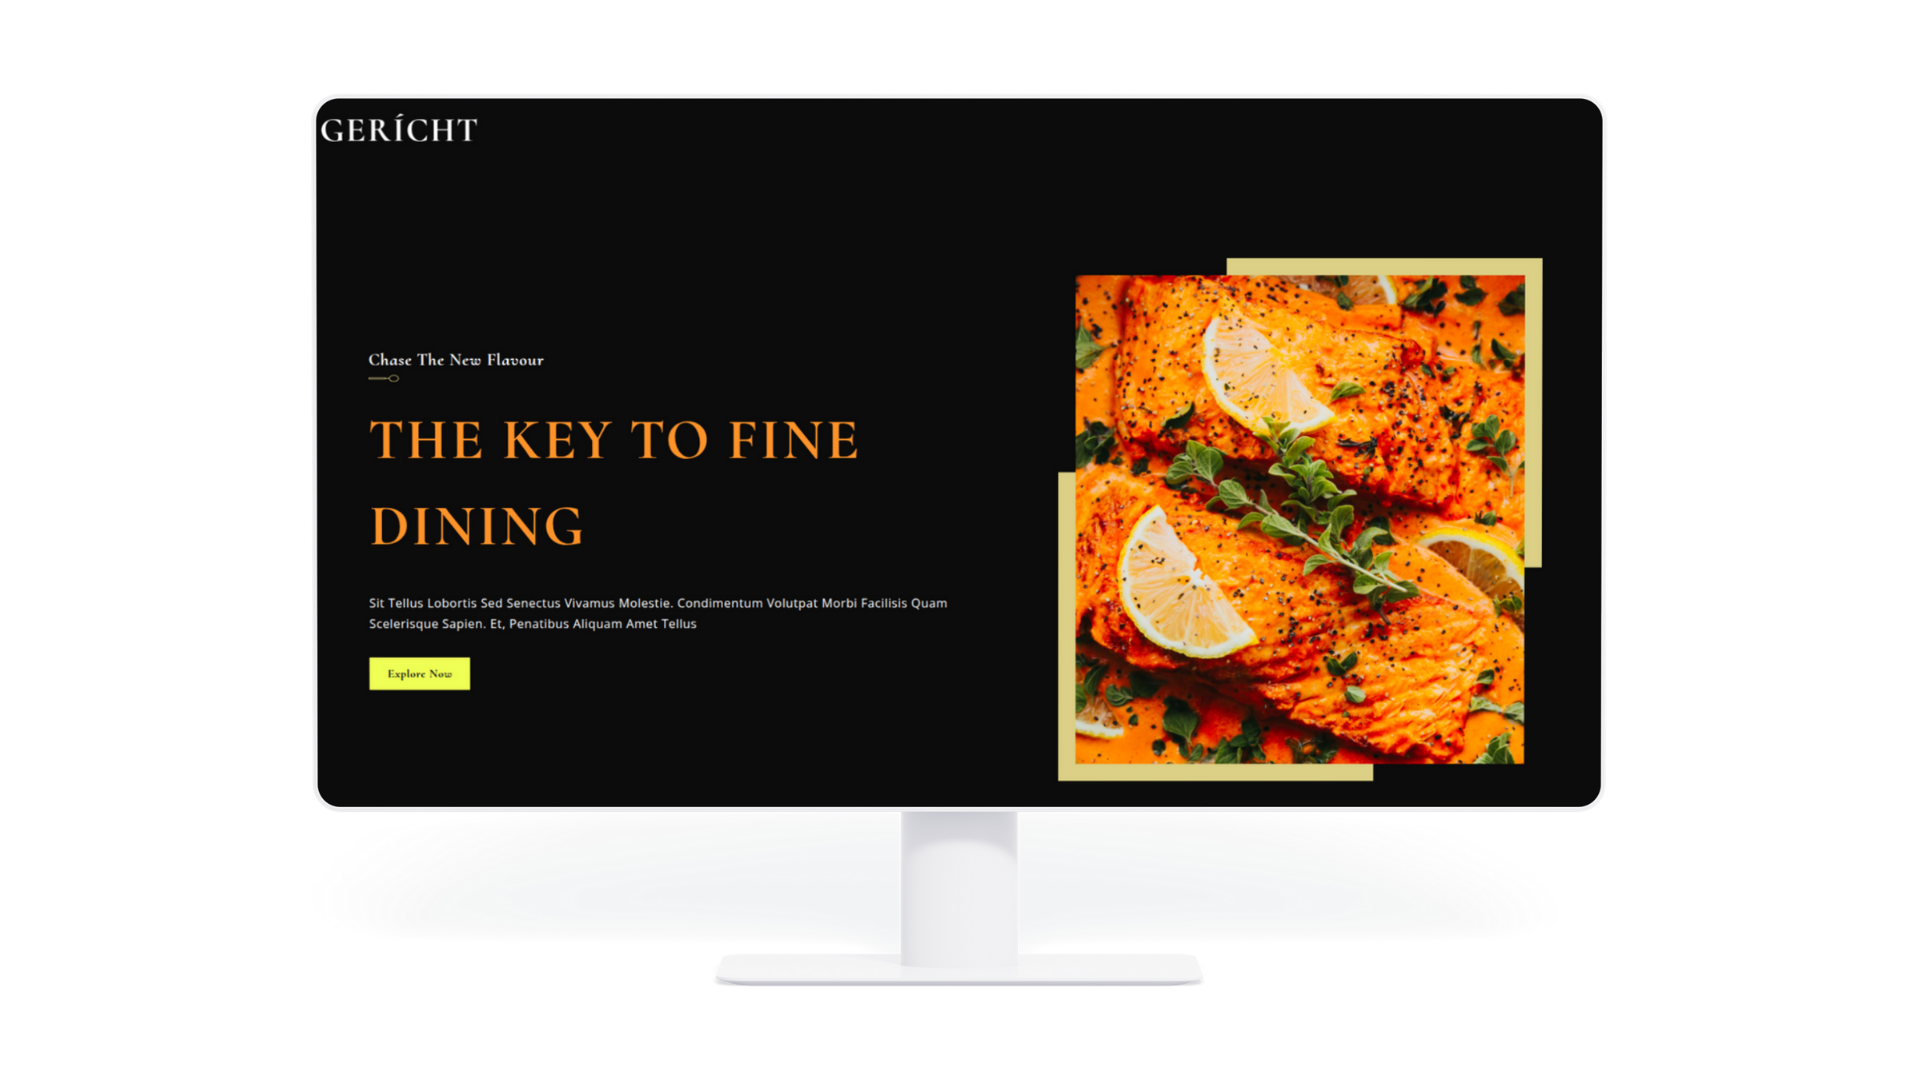 GERÍCHT
Chase The New Flavour
THE KEY TO FINE
DINING
Sit Tellus Lobortis Sed Senectus Vivamus Molestie. Condimentum Volutpat Morbi Facilisis Quam
Scelerisque Sapien. Et, Penatibus Aliquam Amet Tellus
Explore Now